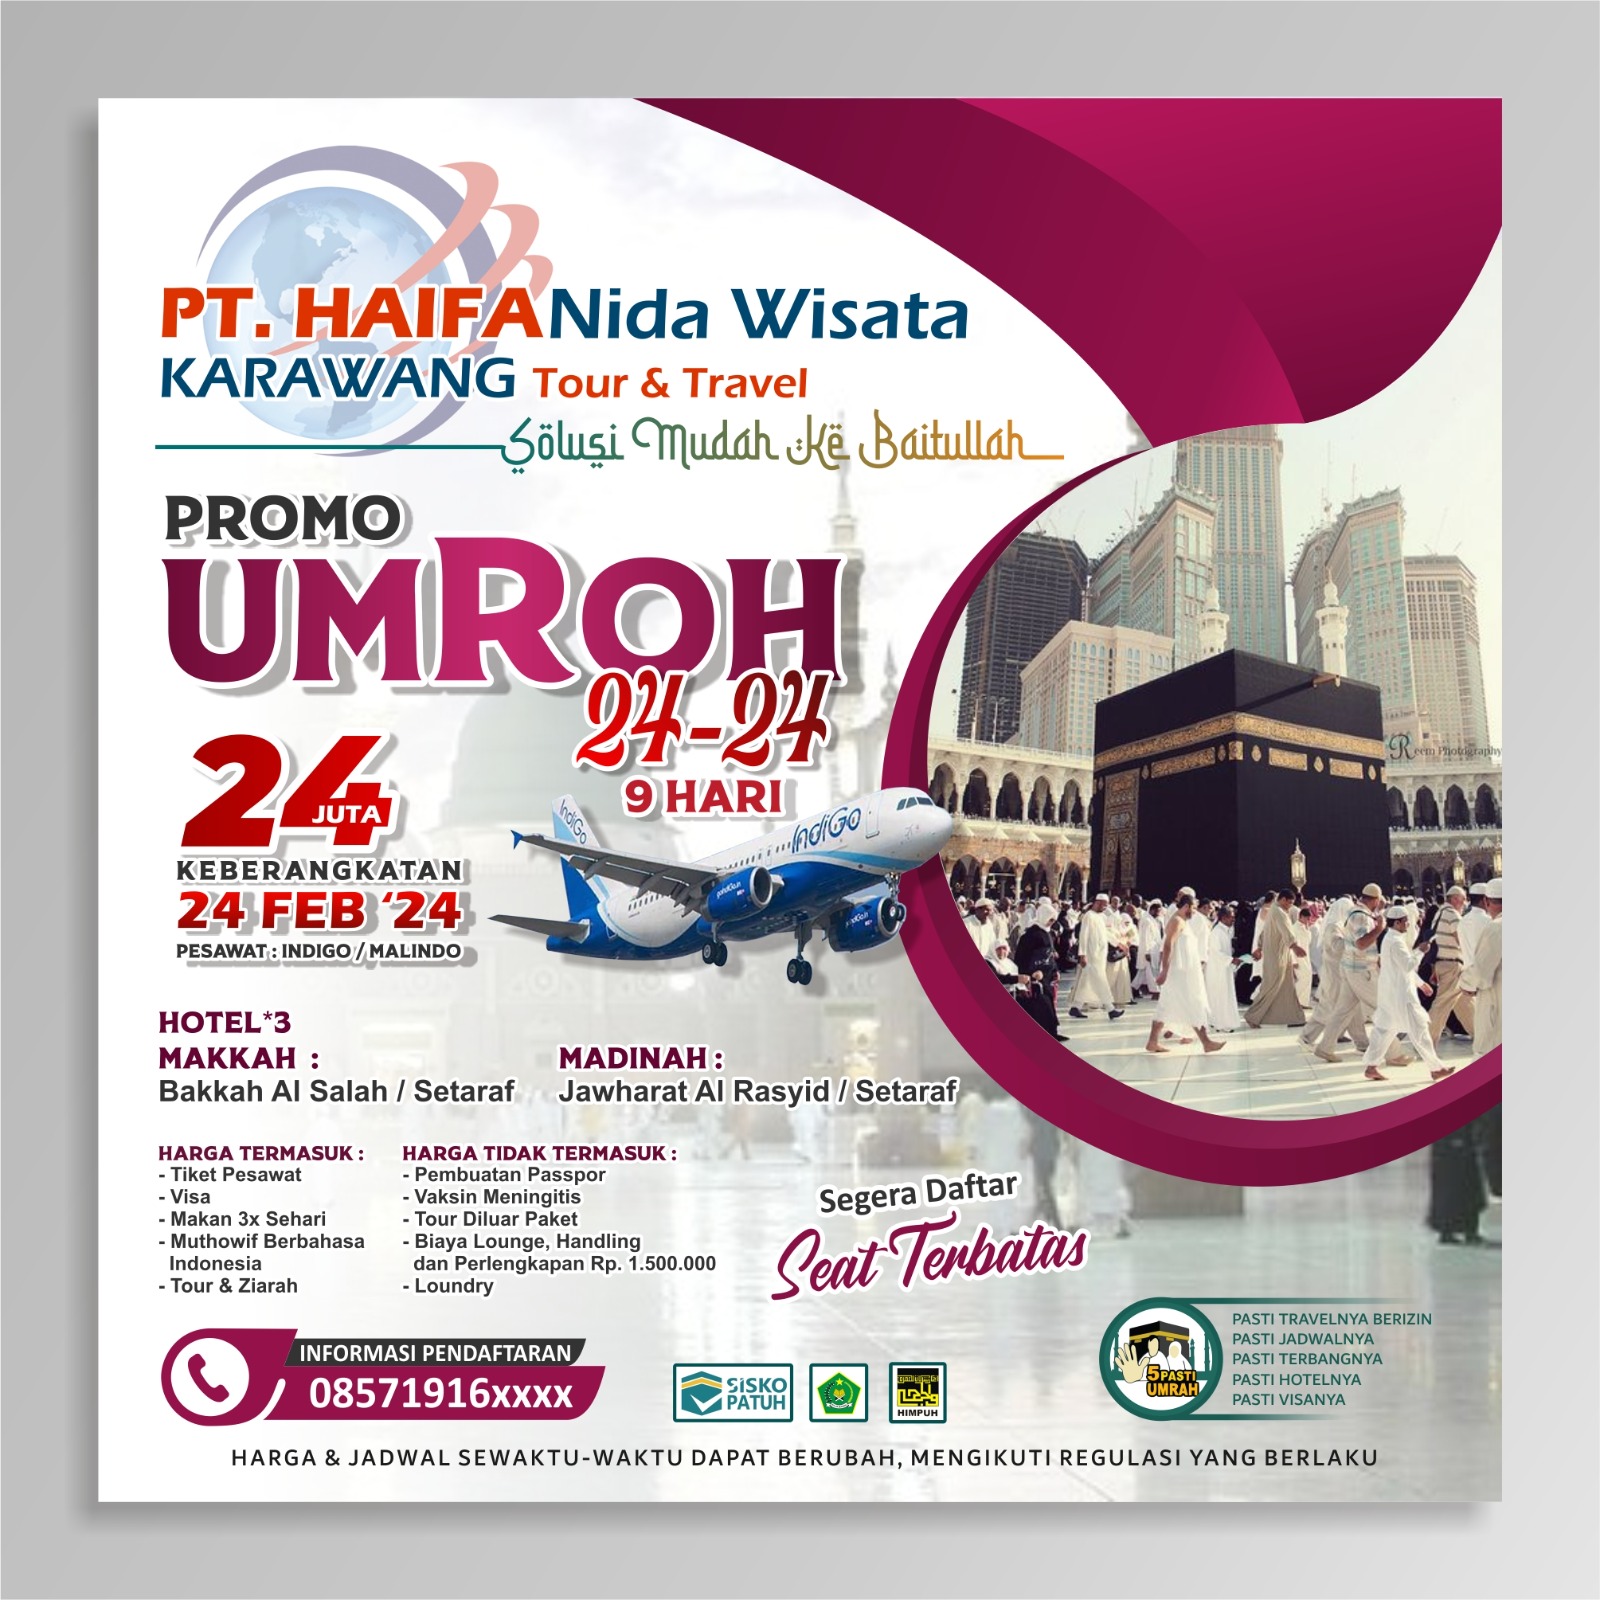 PT. HAIFA Nida Wisata
KARAWANG Tour & Travel
Solusi Mudah Ke Baitullah
PROMO
UMROH
24-24
9 HARI
24
JUTA
KEBERANGKATAN
24 FEB ‘24
PESAWAT : INDIGO / MALINDO
IndiGo
IndiGo
Reem Photography
HOTEL*3
MAKKAH :
Bakkah Al Salah / Setaraf
MADINAH :
Jawharat Al Rasyid / Setaraf
HARGA TERMASUK :
- Tiket Pesawat
- Visa
- Makan 3x Sehari
- Muthowif Berbahasa
Indonesia
- Tour & Ziarah
HARGA TIDAK TERMASUK :
- Pembuatan Passpor
- Vaksin Meningitis
- Tour Diluar Paket
- Biaya Lounge, Handling
dan Perlengkapan Rp. 1.500.000
- Loundry
Segera Daftar
Seat Terbatas
INFORMASI PENDAFTARAN
08571916xxxx
SISKO
PATUH
HIMPUH
5 PASTI
UMRAH
PASTI TRAVELNYA BERIZIN
PASTI JADWALNYA
PASTI TERBANGNYA
PASTI HOTELNYA
PASTI VISANYA
HARGA & JADWAL SEWAKTU-WAKTU DAPAT BERUBAH, MENGIKUTI REGULASI YANG BERLAKU